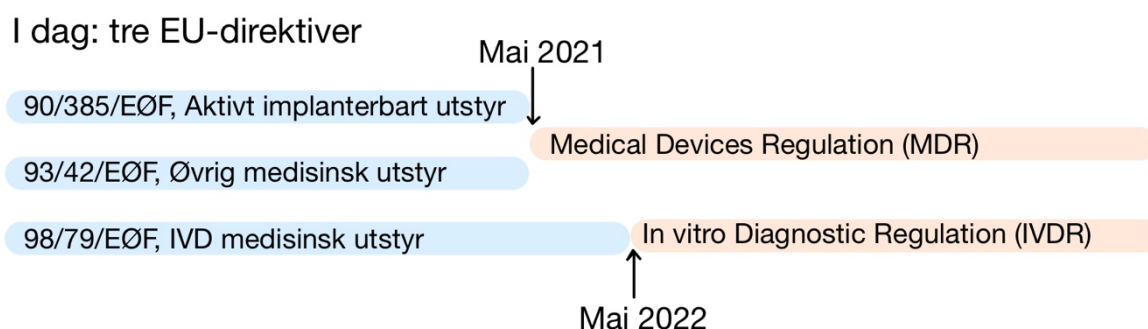 I dag: tre EU-direktiver
Mai 2021
90/385/EØF, Aktivt implanterbart utstyr
Medical Devices Regulation (MDR)
93/42/EØF, Øvrig medisinsk utstyr
98/79/EØF, IVD medisinsk utstyr
In vitro Diagnostic Regulation (IVDR)
Mai 2022